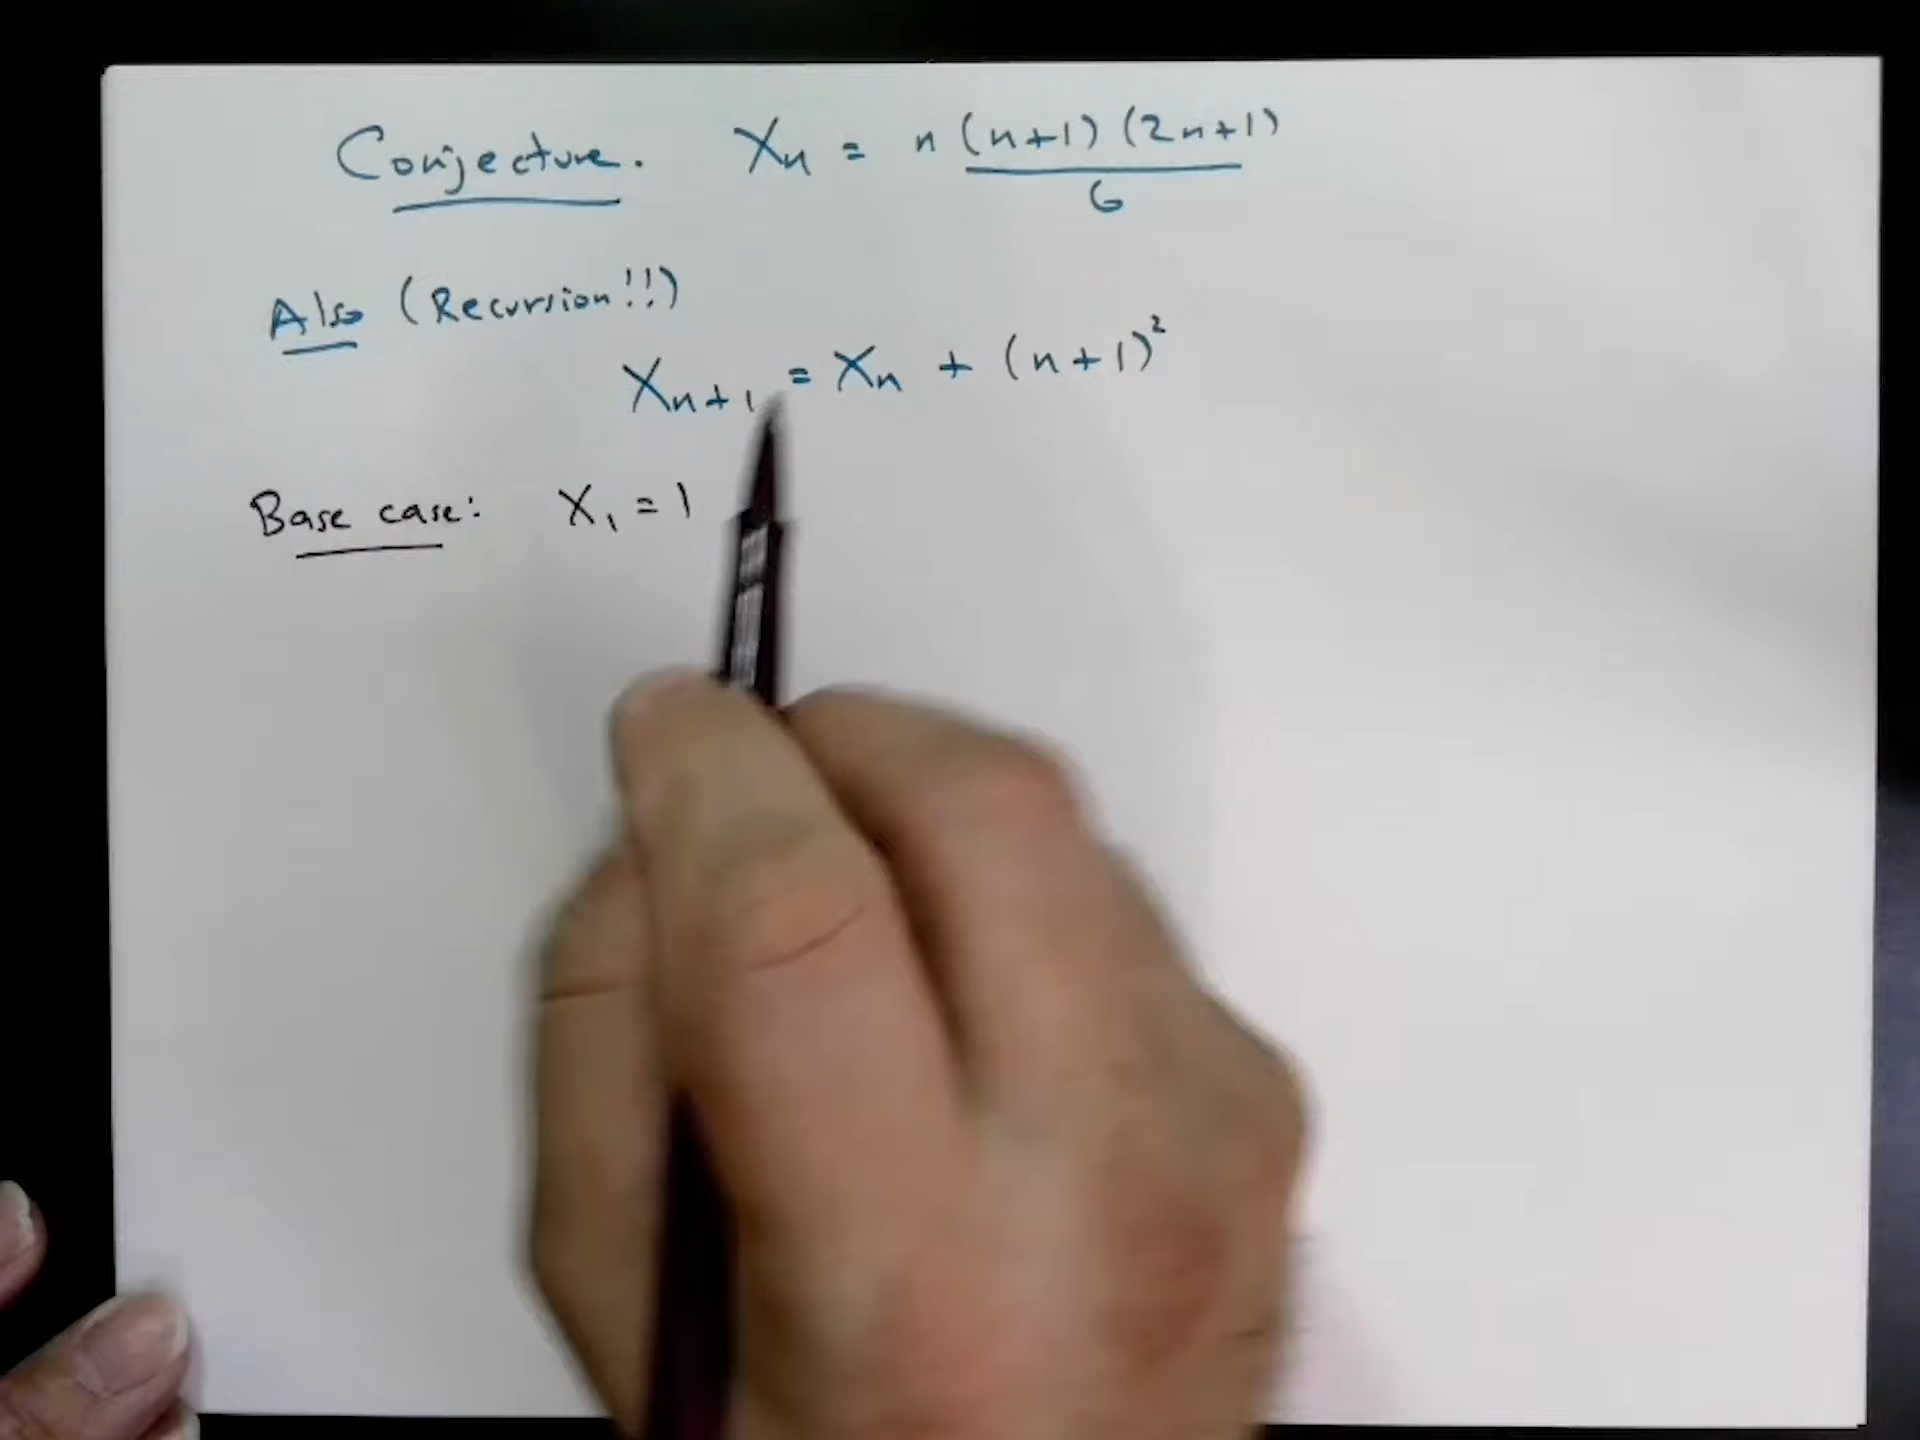 Conjecture. Xn = n(n+1)(2n+1)
6
Also (Recursion!!)
Xn+1 = Xn + (n+1)²
Base case: X₁ = 1